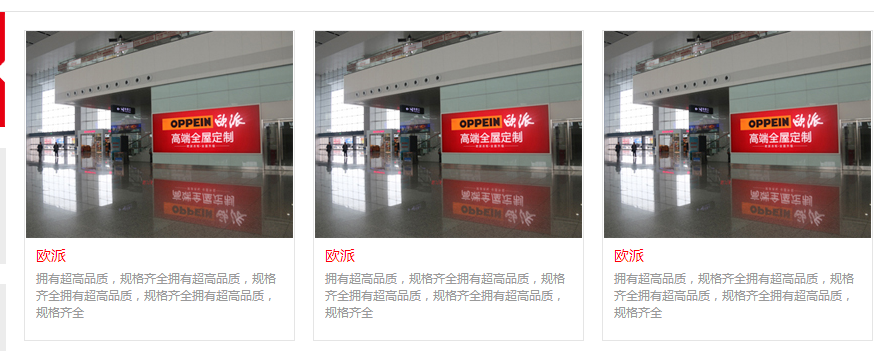 OPPEIN 欧派
高端全屋定制
OPPEIN 欧派
高端全屋定制
OPPEIN 欧派
高端全屋定制
欧派
拥有超高品质，规格齐全拥有超高品质，规格
齐全拥有超高品质，规格齐全拥有超高品质，
规格齐全
欧派
拥有超高品质，规格齐全拥有超高品质，规格
齐全拥有超高品质，规格齐全拥有超高品质，
规格齐全
欧派
拥有超高品质，规格齐全拥有超高品质，规格
齐全拥有超高品质，规格齐全拥有超高品质，
规格齐全